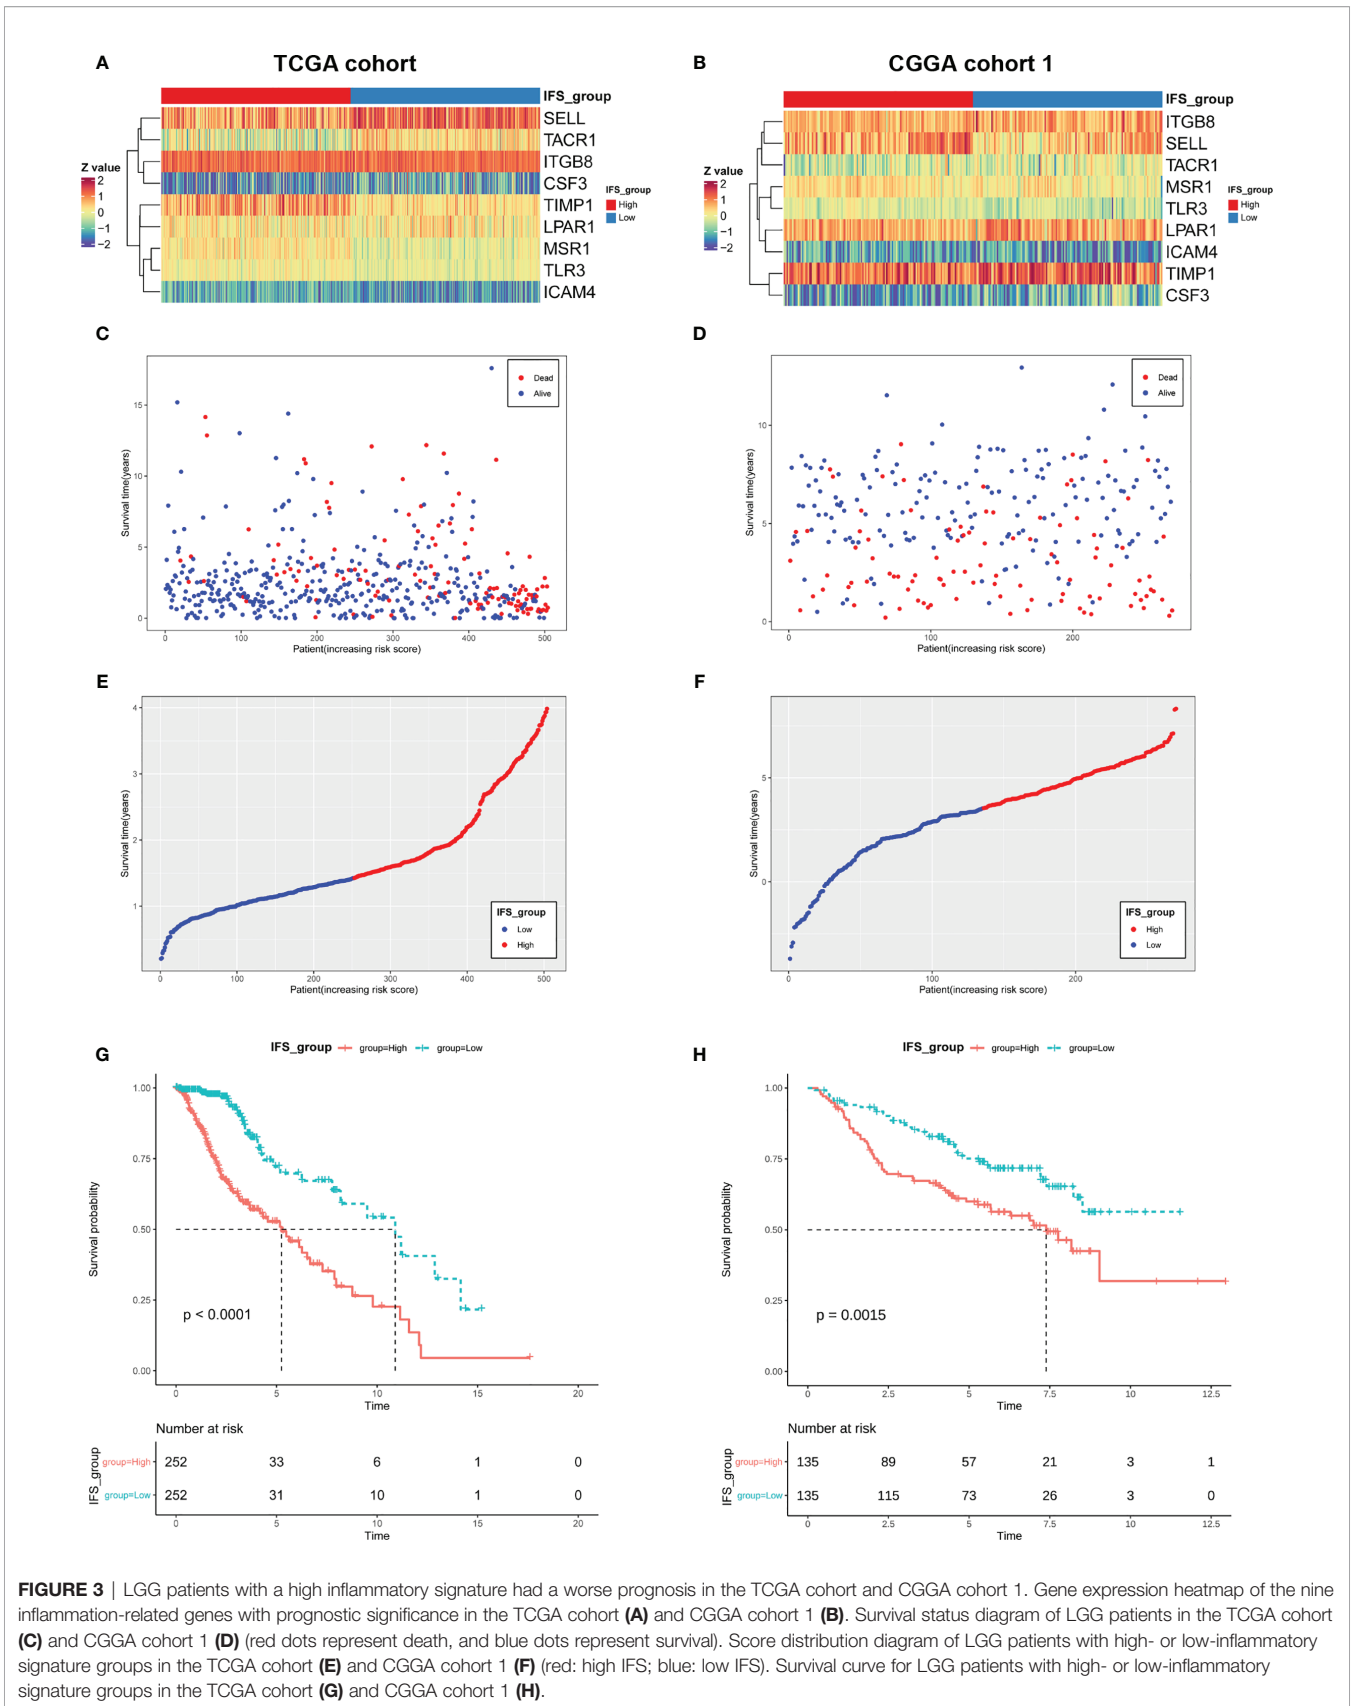 A
TCGA cohort
IFS_group
SELL
TACR1
ITGB8
CSF3
TIMP1
LPAR1
MSR1
TLR3
ICAM4
Z value
2
1
0
−1
−2
IFS_group
High
Low
B
CGGA cohort 1
IFS_group
ITGB8
SELL
TACR1
MSR1
TLR3
LPAR1
ICAM4
TIMP1
CSF3
Z value
2
1
0
−1
−2
IFS_group
High
Low
C
Survival time(years)
15
10
5
0
Dead
Alive
0 100 200 300 400 500
Patient(increasing risk score)
D
Survival time(years)
10
5
0
Dead
Alive
0 100 200
Patient(increasing risk score)
E
Survival time(years)
4
3
2
1
IFS_group
Low
High
0 100 200 300 400 500
Patient(increasing risk score)
F
Survival time(years)
5
0
IFS_group
High
Low
0 100 200
Patient(increasing risk score)
G
IFS_group group=High group=Low
Survival probability
1.00
0.75
0.50
0.25
0.00
p < 0.0001
0 5 10 15 20
Time
Number at risk
IFS_group
group=High 252 33 6 1 0
group=Low 252 31 10 1 0
0 5 10 15 20
Time
H
IFS_group group=High group=Low
Survival probability
1.00
0.75
0.50
0.25
0.00
p = 0.0015
0 2.5 5 7.5 10 12.5
Time
Number at risk
IFS_group
group=High 135 89 57 21 3 1
group=Low 135 115 73 26 3 0
0 2.5 5 7.5 10 12.5
Time
FIGURE 3 | LGG patients with a high inflammatory signature had a worse prognosis in the TCGA cohort and CGGA cohort 1. Gene expression heatmap of the nine
inflammation-related genes with prognostic significance in the TCGA cohort (A) and CGGA cohort 1 (B). Survival status diagram of LGG patients in the TCGA cohort
(C) and CGGA cohort 1 (D) (red dots represent death, and blue dots represent survival). Score distribution diagram of LGG patients with high- or low-inflammatory
signature groups in the TCGA cohort (E) and CGGA cohort 1 (F) (red: high IFS; blue: low IFS). Survival curve for LGG patients with high- or low-inflammatory
signature groups in the TCGA cohort (G) and CGGA cohort 1 (H).